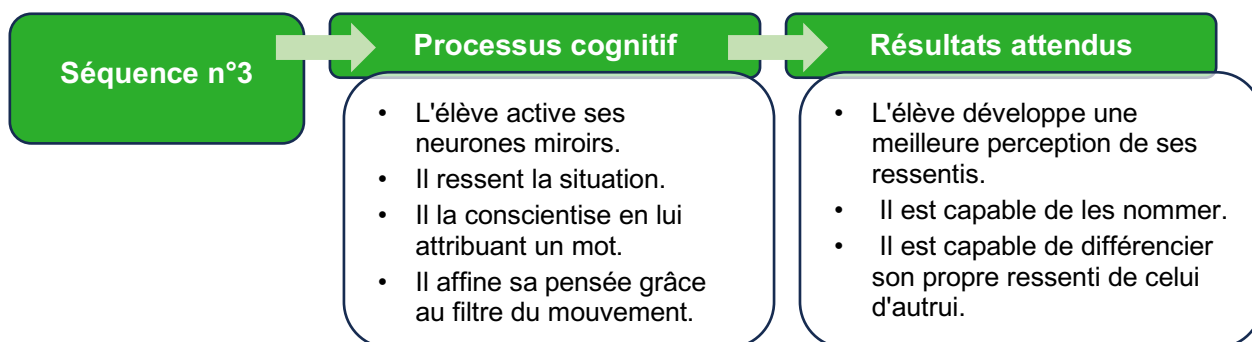 Séquence n°3
Processus cognitif
• L'élève active ses
neurones miroirs.
• Il ressent la situation.
• Il la conscientise en lui
attribuant un mot.
• Il affine sa pensée grâce
au filtre du mouvement.
Résultats attendus
• L'élève développe une
meilleure perception de ses
ressentis.
• Il est capable de les nommer.
• Il est capable de différencier
son propre ressenti de celui
d'autrui.